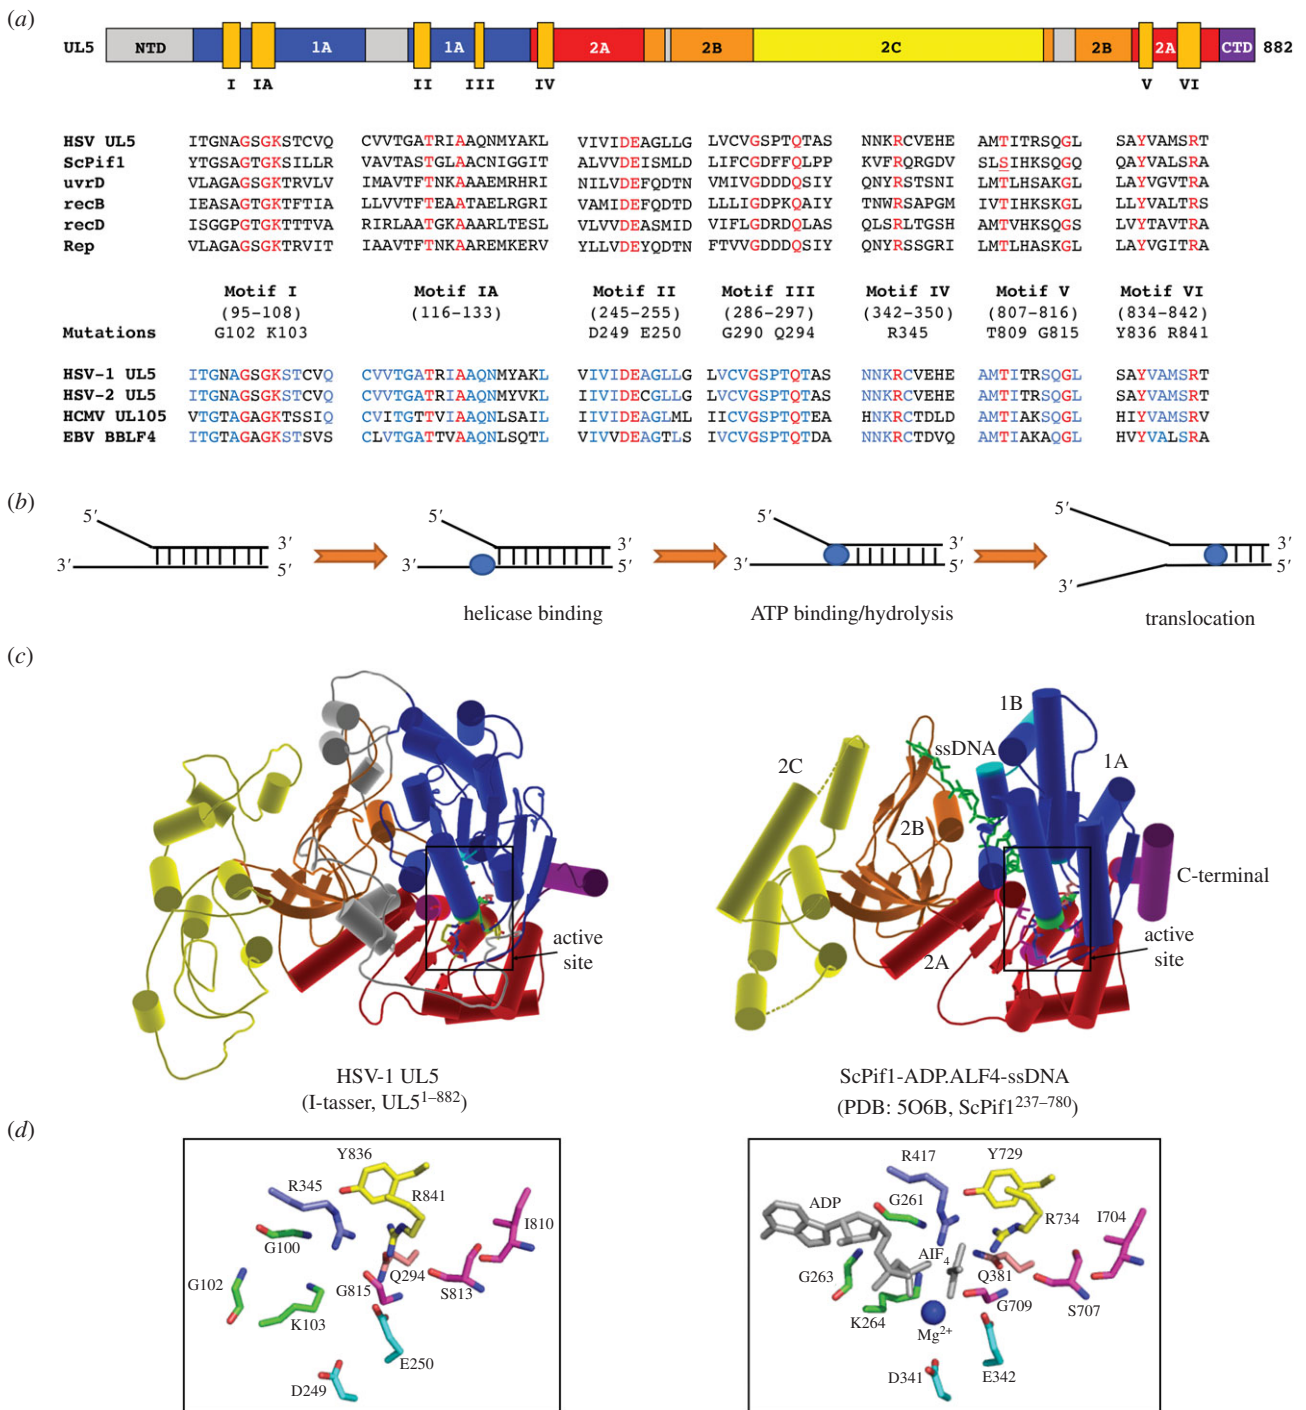 (a)
UL5 NTD 1A 1A 2A 2B 2C 2B 2A CTD 882
I IA II III IV V VI
HSV UL5 ITGNAGSGKSTCVQ CVVTGATRIAAQNMYAKL VIVIDEAGLLG LVCVGSPTQTAS NNKRCVEHE AMTITRSQGL SAYVAMSRT
ScPif1 YTGSAGTGKSILLR VAVTASTGLAACNIGGIT ALVVDEISMLD LIFCGDFFQLPP KVFRQRGDV SLSIHKSQGQ QAYVALSRA
uvrD VLAGAGSGKTRVLV IMAVTFTNKAAAEMRHRI NILVDEFQDTN VMIVGDDDQSIY QNYRSTSNI LMTLHSAKGL LAYVGVTRA
recB IEASAGTGKTFTIA LLVVTFTEAATAELRGRI VAMIDEFQDTD LLLIGDPKQAIY TNWRSAPGM IVTIHKSKGL LLYVALTRS
recD ISGGPGTGKTTTVA RIRLAATGKAAARLTESL VLVVDEASMID VIFLGDRDQLAS QLSRLTGSH AMTVHKSQGS LVYTAVTRA
Rep VLAGAGSGKTRVIT IAAVTFTNKAAREMKERV YLLVDEYQDTN FTVVGDDDQSIY QNYRSSGRI LMTLHASKGL LAYVGITRA
Motif I Motif IA Motif II Motif III Motif IV Motif V Motif VI
(95–108) (116–133) (245–255) (286–297) (342–350) (807–816) (834–842)
Mutations G102 K103 D249 E250 G290 Q294 R345 T809 G815 Y836 R841
HSV–1 UL5 ITGNAGSGKSTCVQ CVVTGATRIAAQNMYAKL VIVIDEAGLLG LVCVGSPTQTAS NNKRCVEHE AMTITRSQGL SAYVAMSRT
HSV–2 UL5 ITGNAGSGKSTCVQ CVVTGATRIAAQNMYAKL VIVIDECGLLG LVCVGSPTQTAS NNKRCVEHE AMTITRSQGL SAYVAMSRT
HCMV UL105 VTGTAGAGKTSSIQ CVITGTTVIAAQNLSAIL VIVIDEAGLML IICVGSPTQTEA HNKRCTDLD AMTIAKSQGL HIYVAMSRV
EBV BBLF4 ITGTAGAGKSTSVS CLVTGATTVAAQNLSQTL VIVVDEAGTLS IVCVGSPTQTDA NNKRCTDVQ AMTIAKAQGL HVYVALSRA
(b)
5′ 3′ 3′ 5′
5′ 3′ 3′ 5′
5′ 3′ 3′ 5′
5′ 3′ 3′ 5′
helicase binding
ATP binding/hydrolysis
translocation
(c)
active
site
HSV-1 UL5
(I-tasser, UL5¹⁻⁸⁸²)
2C
2B
ssDNA
1B
1A
C-terminal
2A
active
site
ScPif1-ADP.ALF4-ssDNA
(PDB: 5O6B, ScPif1²³⁷⁻⁷⁸⁰)
(d)
Y836
R345
R841
I810
G100
G102
Q294
G815
S813
K103
E250
D249
R417
Y729
ADP
G261
R734
I704
AlF₄
G263
Q381
K264
G709
S707
Mg²⁺
D341
E342